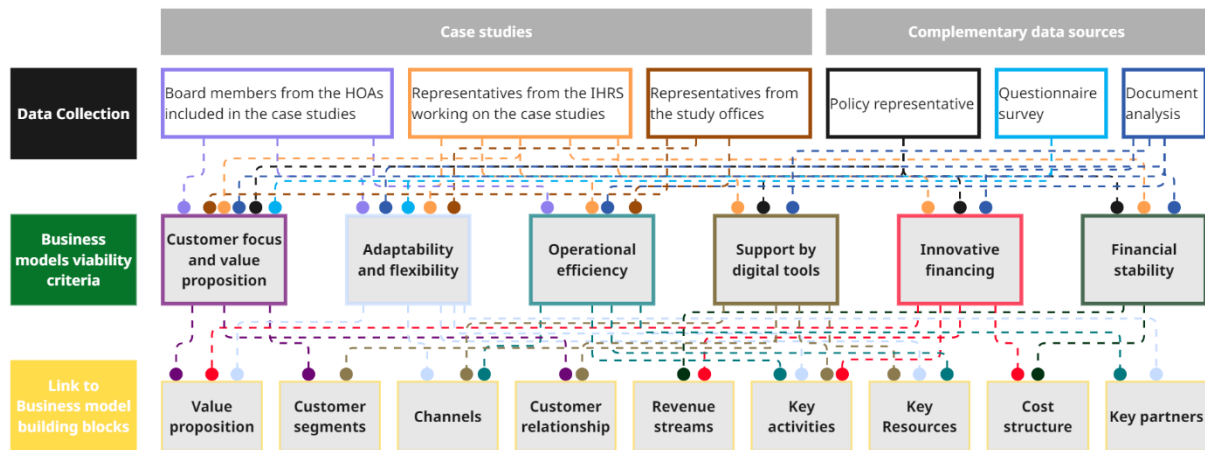 Case studies
Complementary data sources
Data Collection
Board members from the HOAs
included in the case studies
Representatives from the IHRS
working on the case studies
Representatives from
the study offices
Policy representative
Questionnaire
survey
Document
analysis
Business
models viability
criteria
Customer focus
and value
proposition
Adaptability
and flexibility
Operational
efficiency
Support by
digital tools
Innovative
financing
Financial
stability
Link to
Business model
building blocks
Value
proposition
Customer
segments
Channels
Customer
relationship
Revenue
streams
Key
activities
Key
Resources
Cost
structure
Key partners